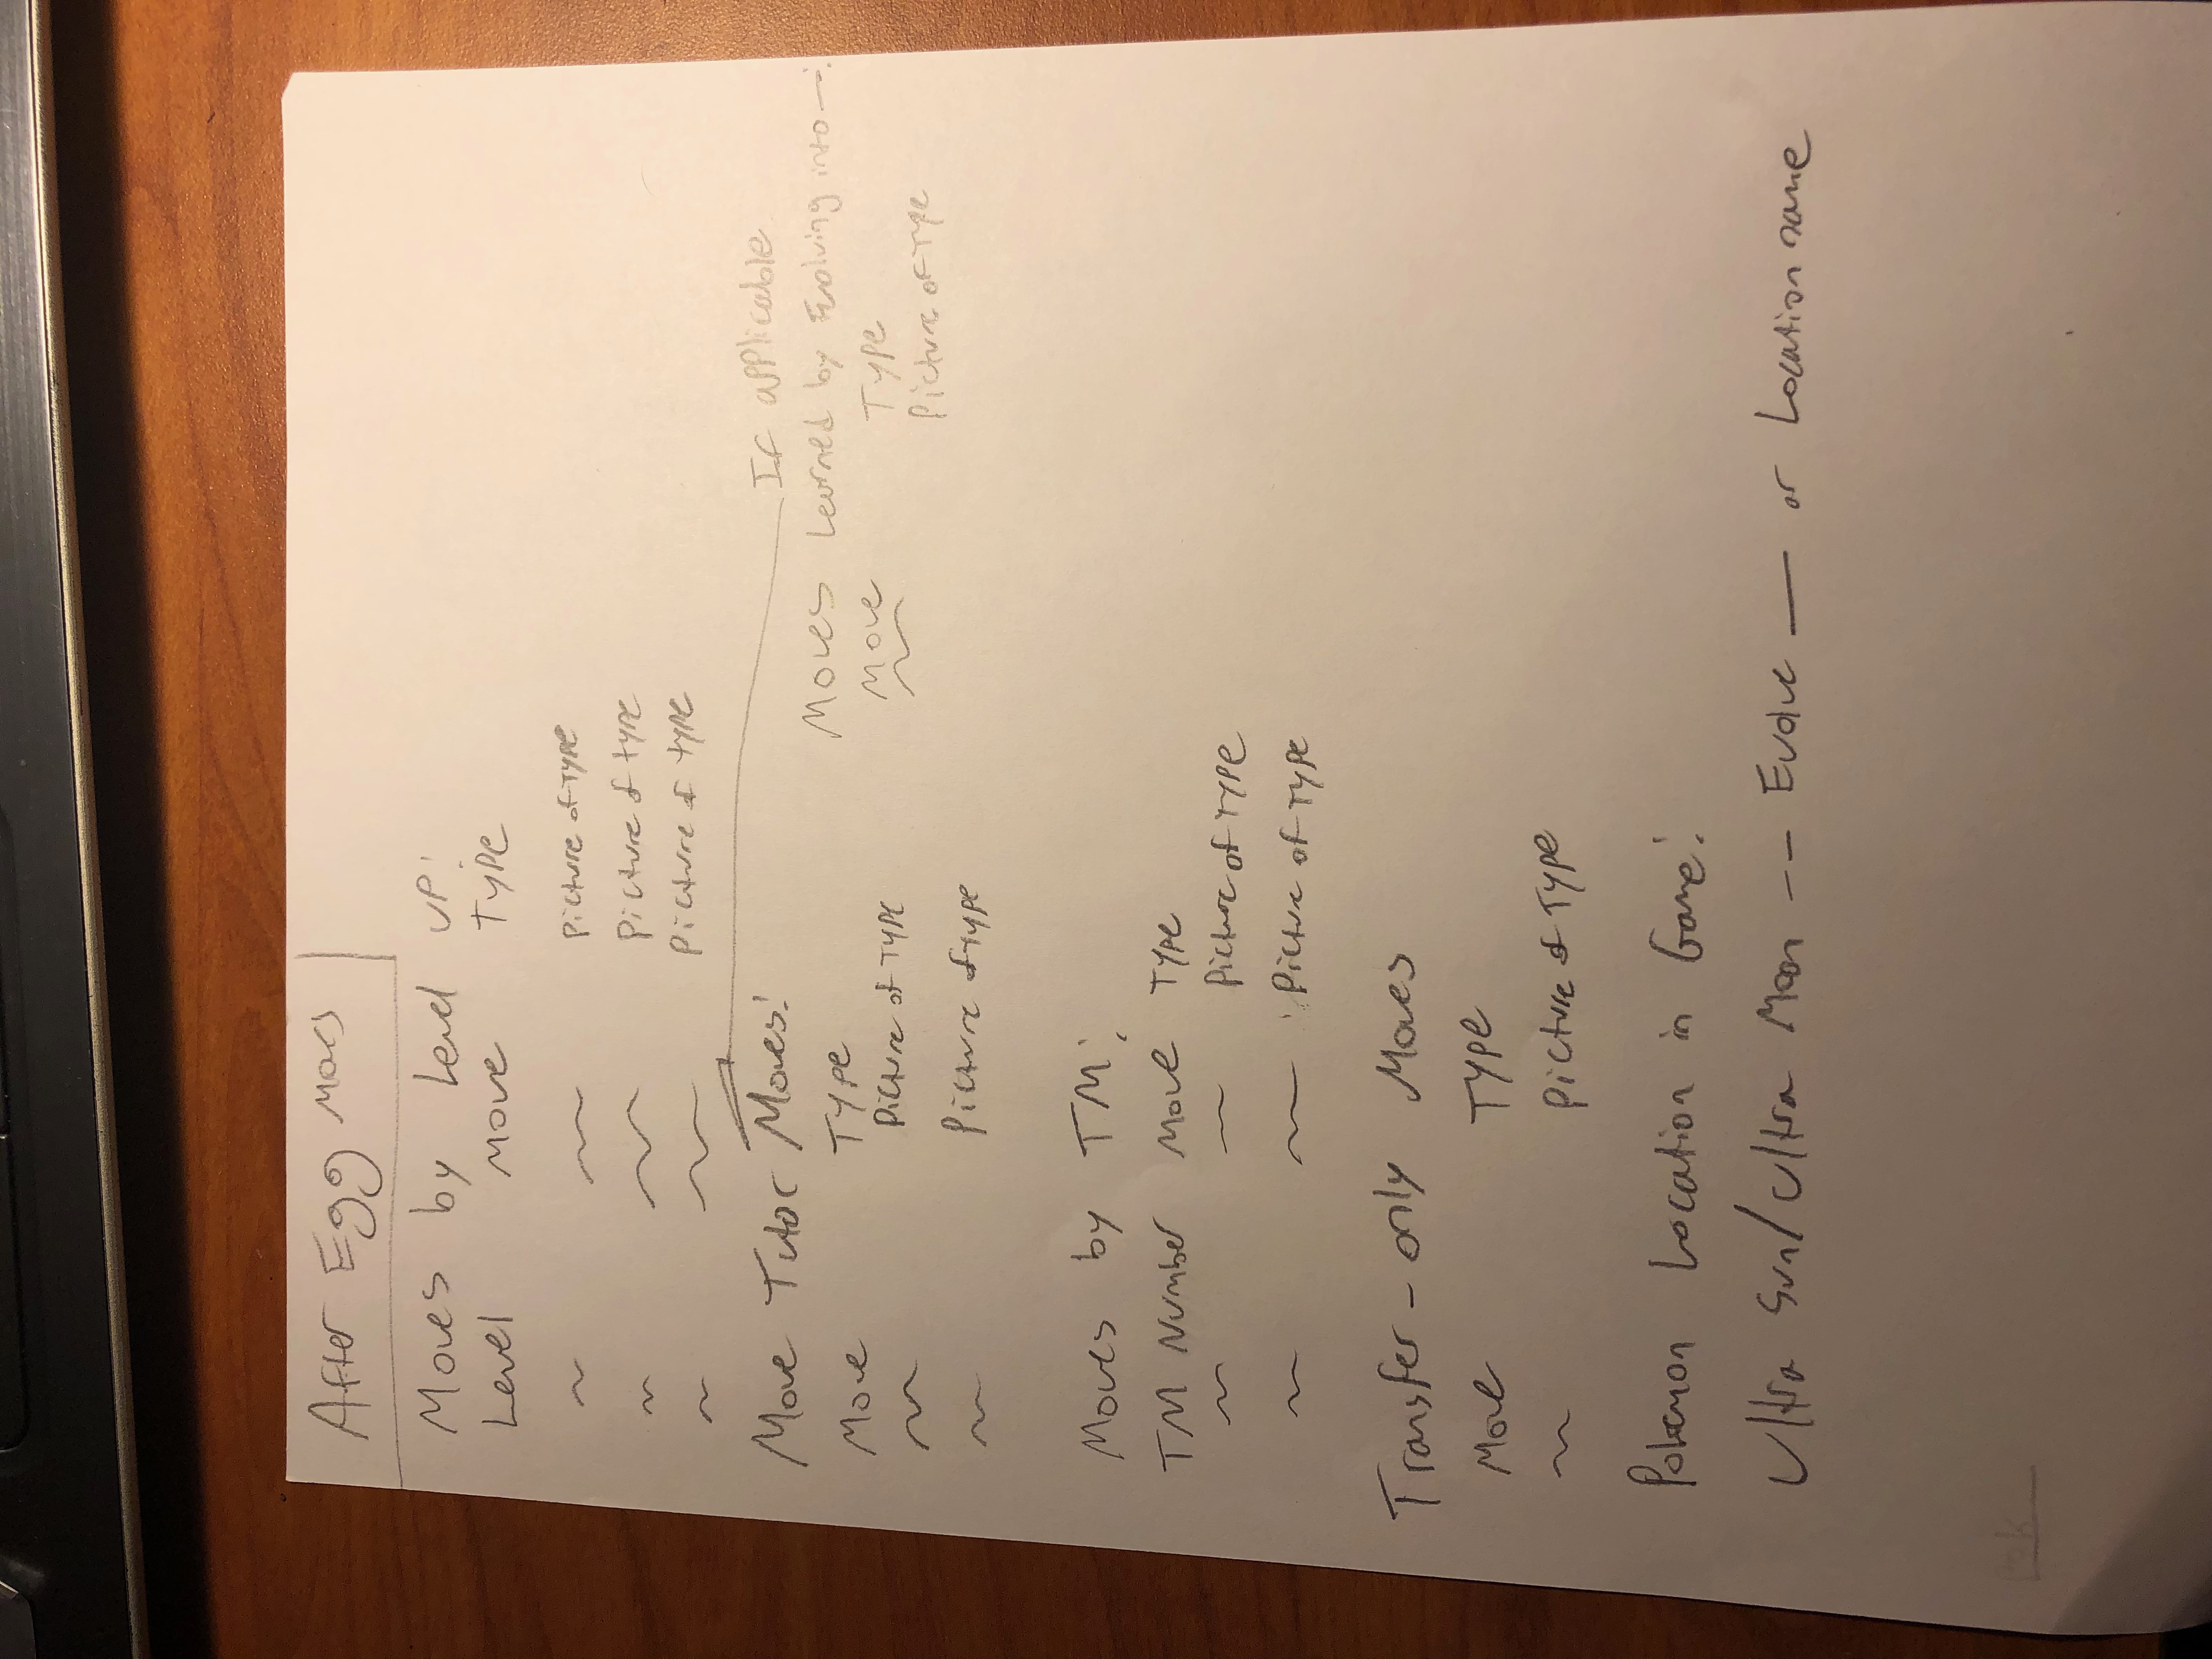 After Egg Moves
Moves by Level up:
Level Move Type
Picture of Type
Picture of type
Picture of type
Move Tutor Moves:
Move Type
Picture of Type
Picture of type
If applicable
Moves Learned by Evolving into —:
Move Type
Picture of Type
Moves by TM:
TM Number Move Type
Picture of Type
Picture of Type
Transfer-only Moves
Move Type
Picture of Type
Pokemon Location in Game:
Ultra Sun/Ultra Moon -- Evolve — or Location name
Pok